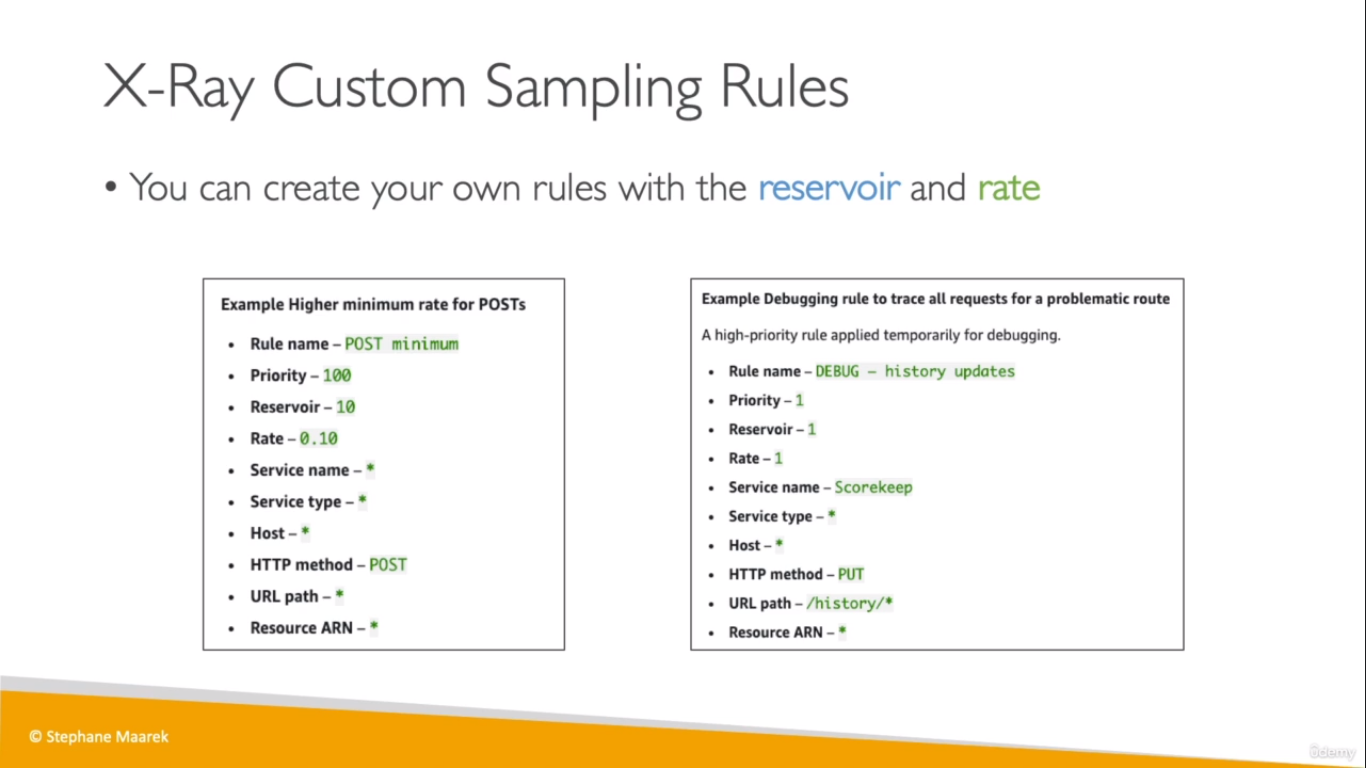 X-Ray Custom Sampling Rules
• You can create your own rules with the reservoir and rate
Example Higher minimum rate for POSTs
• Rule name – POST minimum
• Priority – 100
• Reservoir – 10
• Rate – 0.10
• Service name – *
• Service type – *
• Host – *
• HTTP method – POST
• URL path – *
• Resource ARN – *
Example Debugging rule to trace all requests for a problematic route
A high-priority rule applied temporarily for debugging.
• Rule name – DEBUG – history updates
• Priority – 1
• Reservoir – 1
• Rate – 1
• Service name – Scorekeep
• Service type – *
• Host – *
• HTTP method – PUT
• URL path – /history/*
• Resource ARN – *
© Stephane Maarek
ûdemy